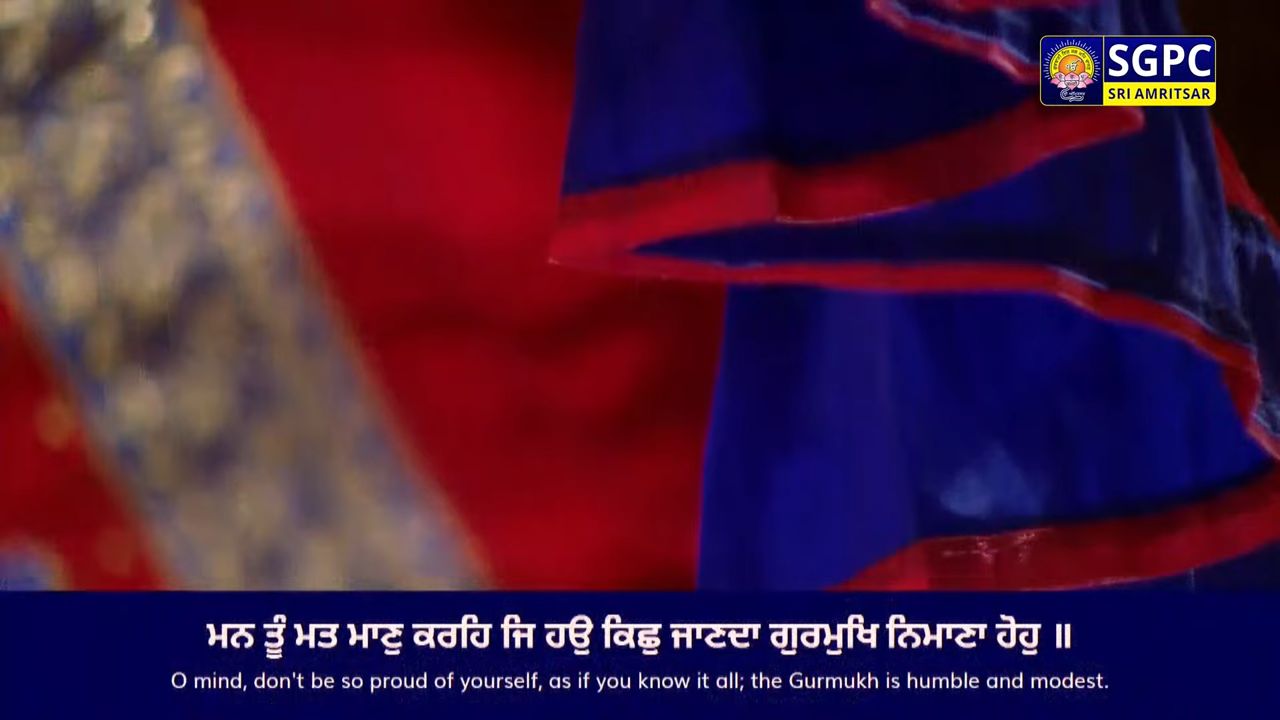 SGPC
SRI AMRITSAR
ਮਨ ਤੂੰ ਮਤ ਮਾਣੁ ਕਰਹਿ ਜਿ ਹਉ ਕਿਛੁ ਜਾਣਦਾ ਗੁਰਮੁਖਿ ਨਿਮਾਣਾ ਹੋਹੁ ॥
O mind, don't be so proud of yourself, as if you know it all; the Gurmukh is humble and modest.